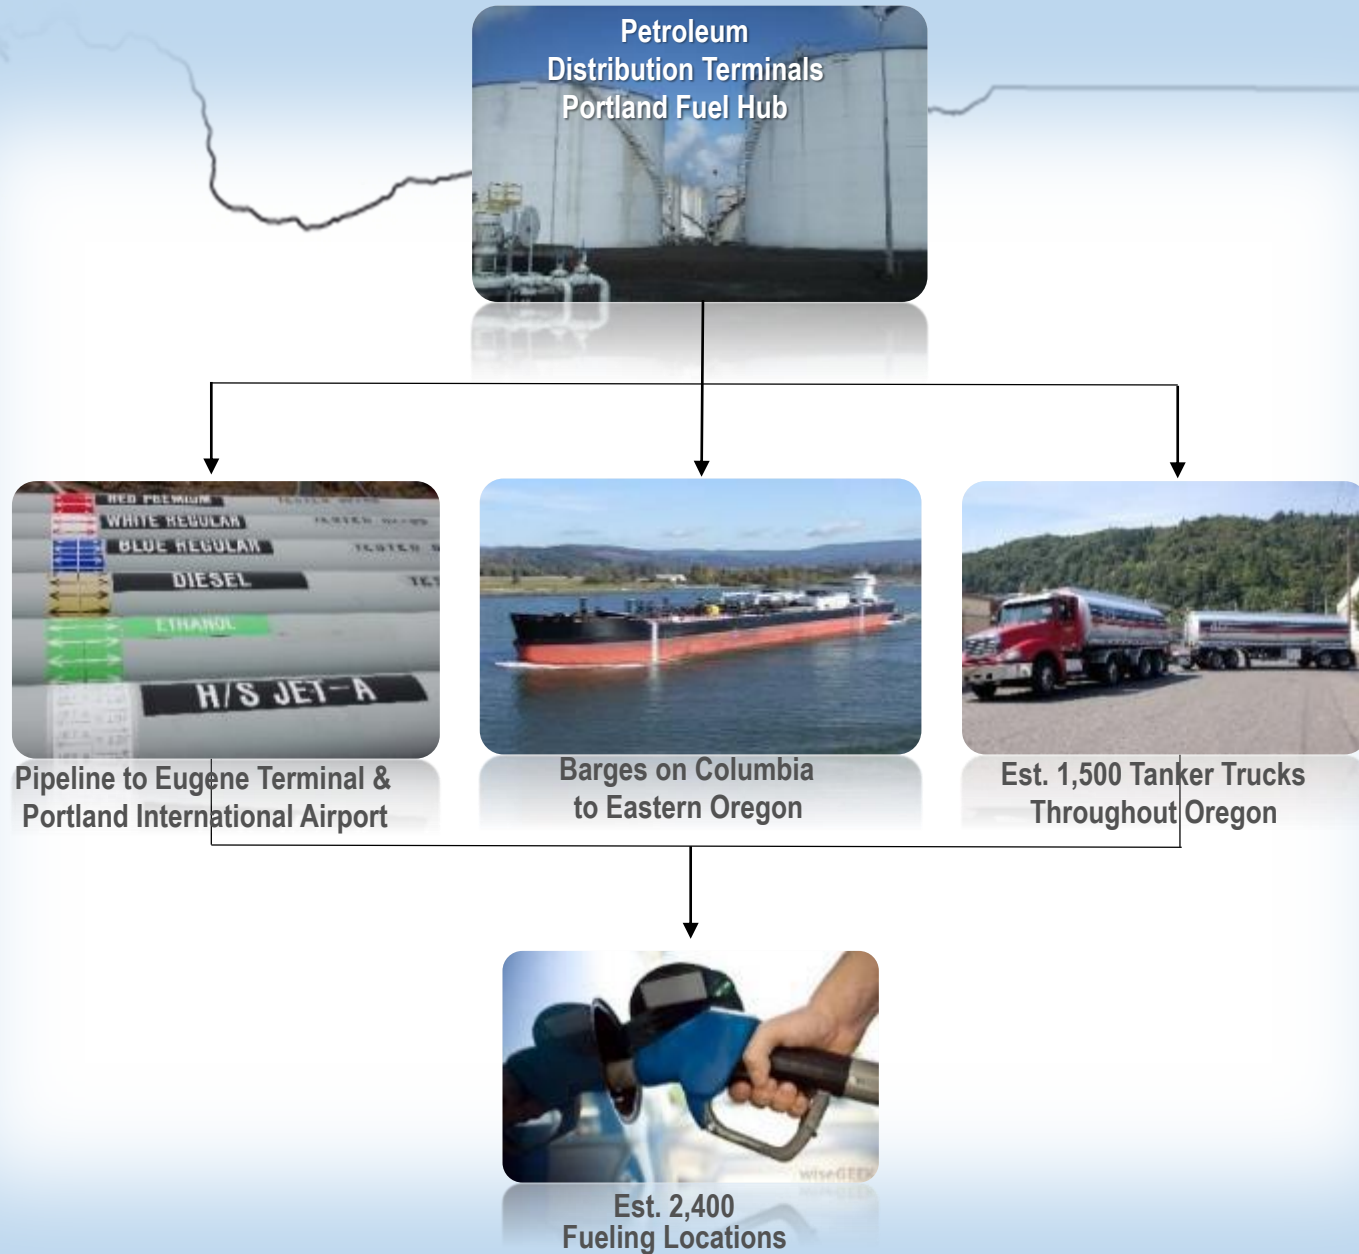 Petroleum
Distribution Terminals
Portland Fuel Hub
RED PREMIUM
WHITE REGULAR
BLUE REGULAR
DIESEL
ETHANOL
H/S JET-A
Pipeline to Eugene Terminal &
Portland International Airport
Barges on Columbia
to Eastern Oregon
Est. 1,500 Tanker Trucks
Throughout Oregon
wiseGEEK
Est. 2,400
Fueling Locations